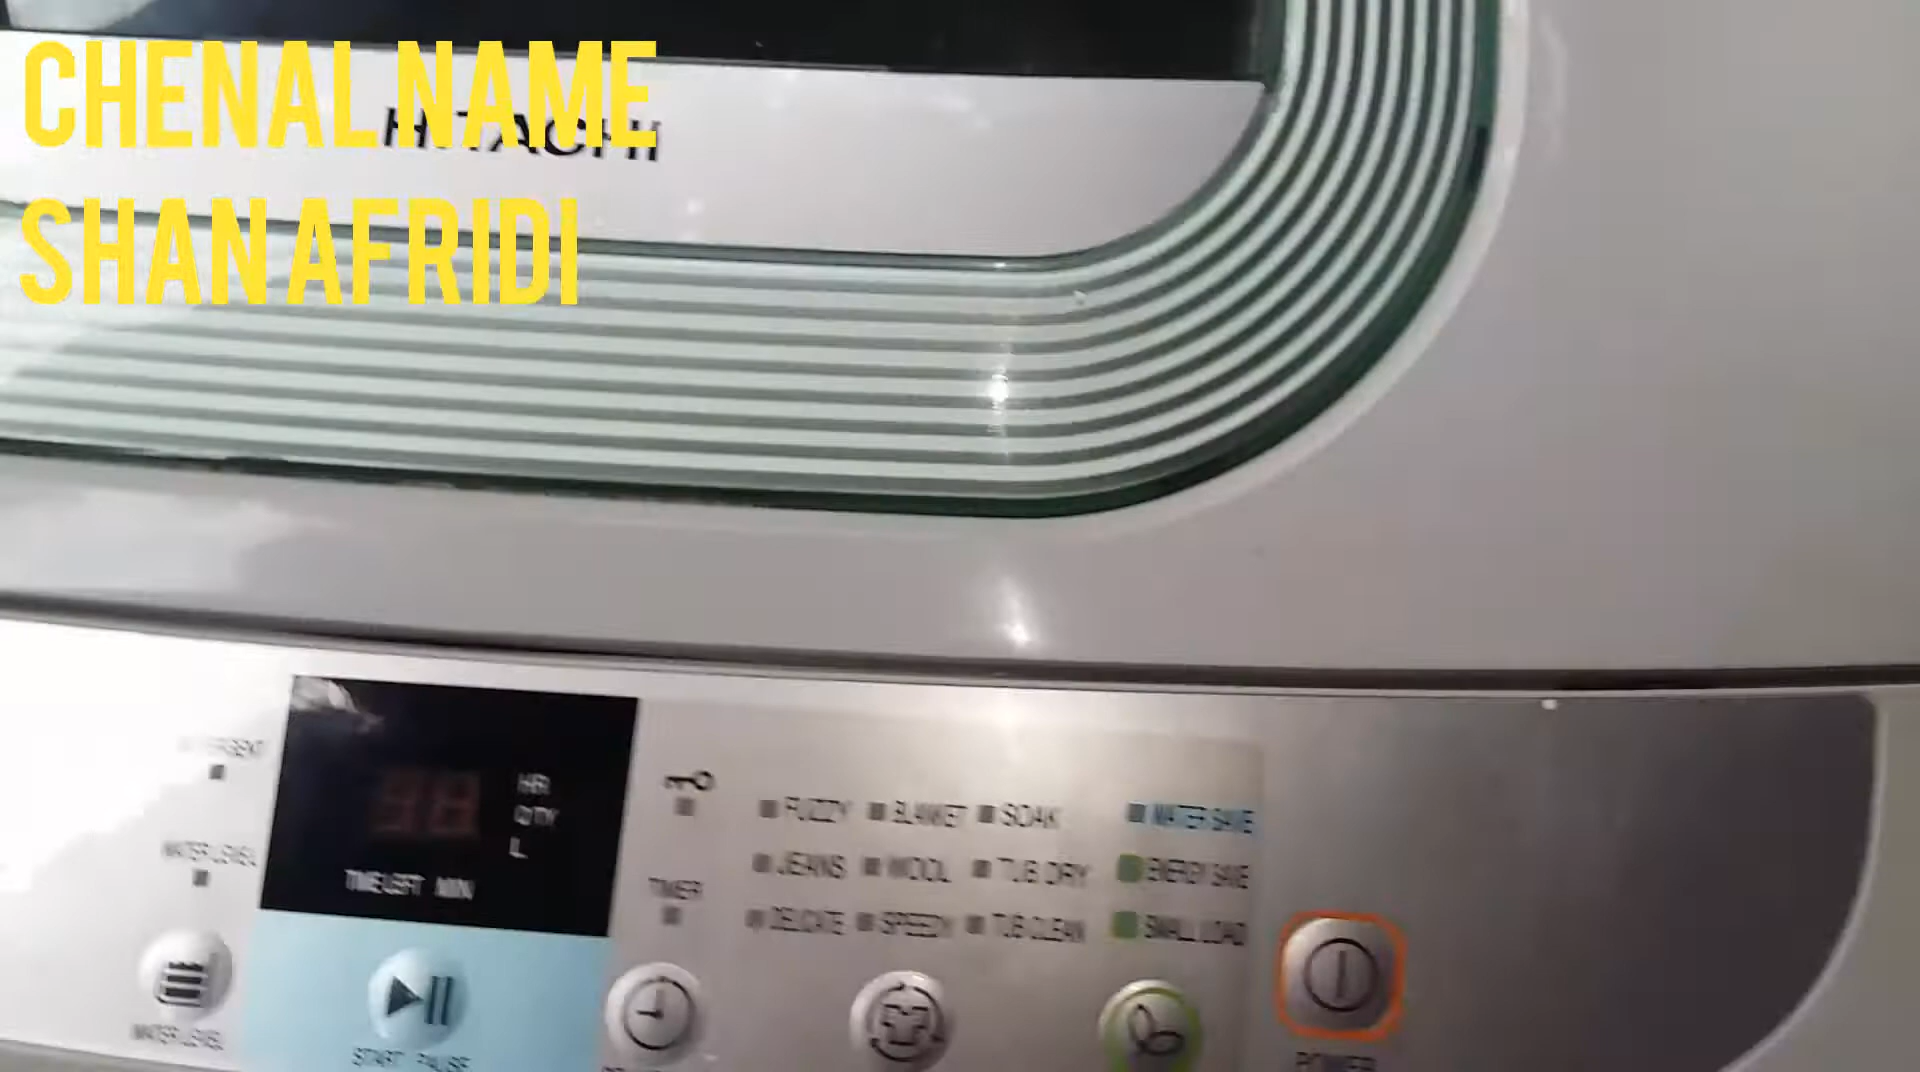 CHENAL NAME
HITACHI
SHAN AFRIDI
HR
QTY
L
TIME LEFT MIN
WATER LEVEL
TIMER
FUZZY BLANKET SOAK WATER SAVE
JEANS WOOL TUB DRY ENERGY SAVE
DELICATE SPEEDY TUB CLEAN SMALL LOAD
WATER LEVEL
START PAUSE
POWER